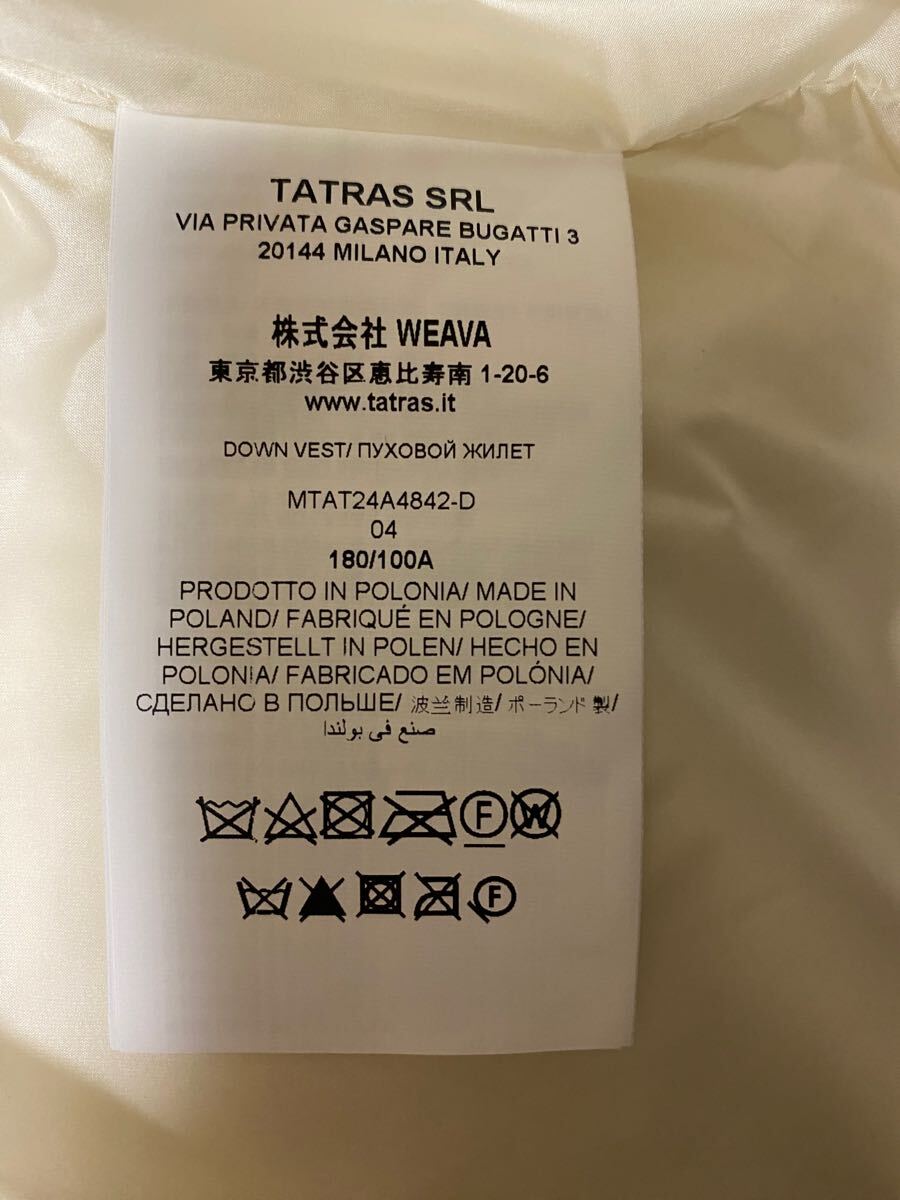 TATRAS SRL
VIA PRIVATA GASPARE BUGATTI 3
20144 MILANO ITALY
株式会社 WEAVA
東京都渋谷区恵比寿南 1-20-6
www.tatras.it
DOWN VEST/ ПУХОВОЙ ЖИЛЕТ
MTAT24A4842-D
04
180/100A
PRODOTTO IN POLONIA/ MADE IN
POLAND/ FABRIQUÉ EN POLOGNE/
HERGESTELLT IN POLEN/ HECHO EN
POLONIA/ FABRICADO EM POLÓNIA/
СДЕЛАНО В ПОЛЬШЕ/ 波兰制造/ ポーランド製/
صنع في بولندا
F W
F